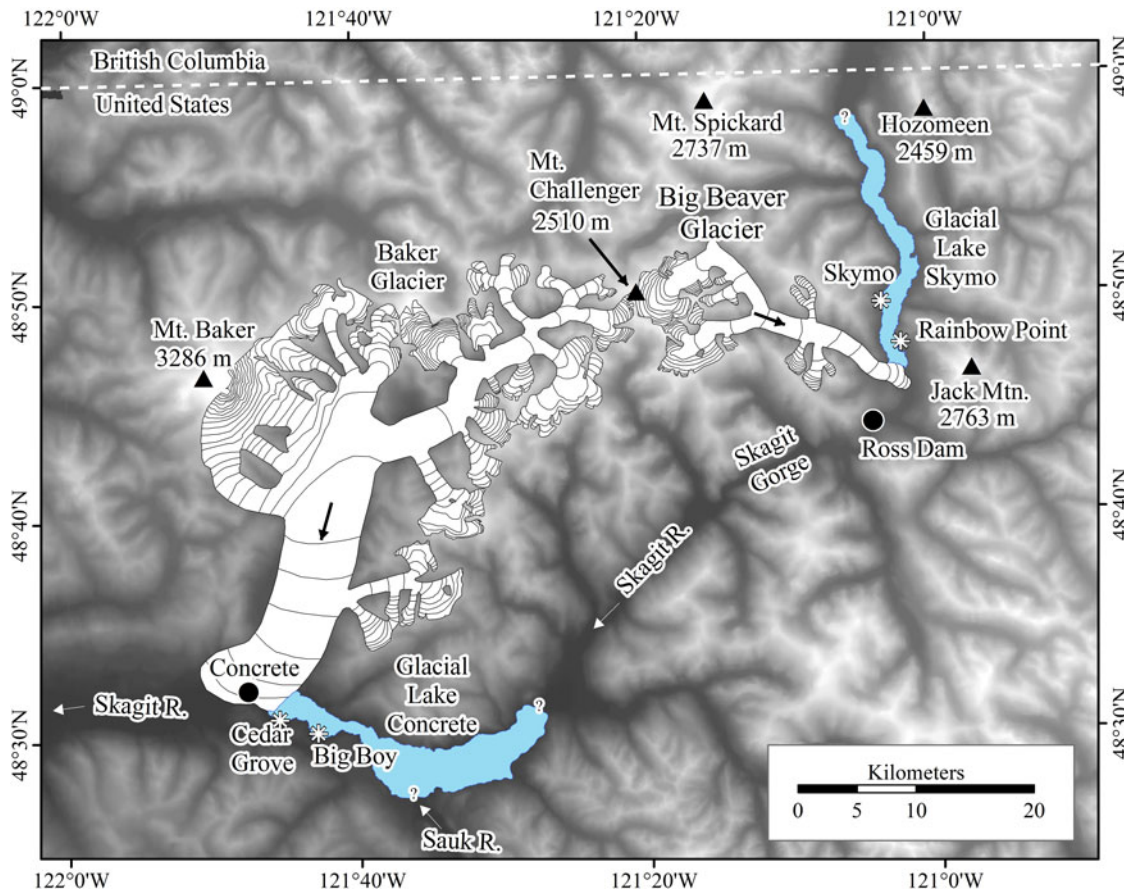 122°0'W
121°40'W
121°20'W
121°0'W
49°0'N
48°50'N
48°40'N
48°30'N
49°0'N
48°50'N
48°40'N
48°30'N
British Columbia
United States
Mt. Spickard
2737 m
?
Hozomeen
2459 m
Mt.
Challenger
2510 m
Big Beaver
Glacier
Baker
Glacier
Glacial
Lake
Skymo
Skymo
Mt. Baker
3286 m
Rainbow Point
Jack Mtn.
2763 m
Ross Dam
Skagit
Gorge
Skagit R.
Concrete
Glacial
Lake
Concrete
Skagit R.
?
Cedar
Grove
Big Boy
?
Sauk R.
Kilometers
0 5 10 20
122°0'W
121°40'W
121°20'W
121°0'W